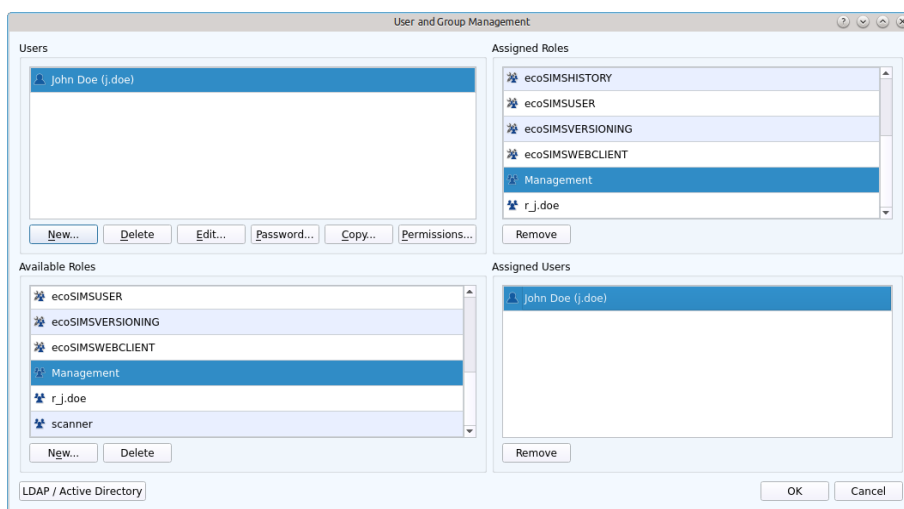 User and Group Management
Users
John Doe (j.doe)
New...
Delete
Edit...
Password...
Copy...
Permissions...
Assigned Roles
ecoSIMSHISTORY
ecoSIMSUSER
ecoSIMSVERSIONING
ecoSIMSWEBCLIENT
Management
r_j.doe
Remove
Available Roles
ecoSIMSUSER
ecoSIMSVERSIONING
ecoSIMSWEBCLIENT
Management
r_j.doe
scanner
New...
Delete
Assigned Users
John Doe (j.doe)
Remove
LDAP / Active Directory
OK
Cancel